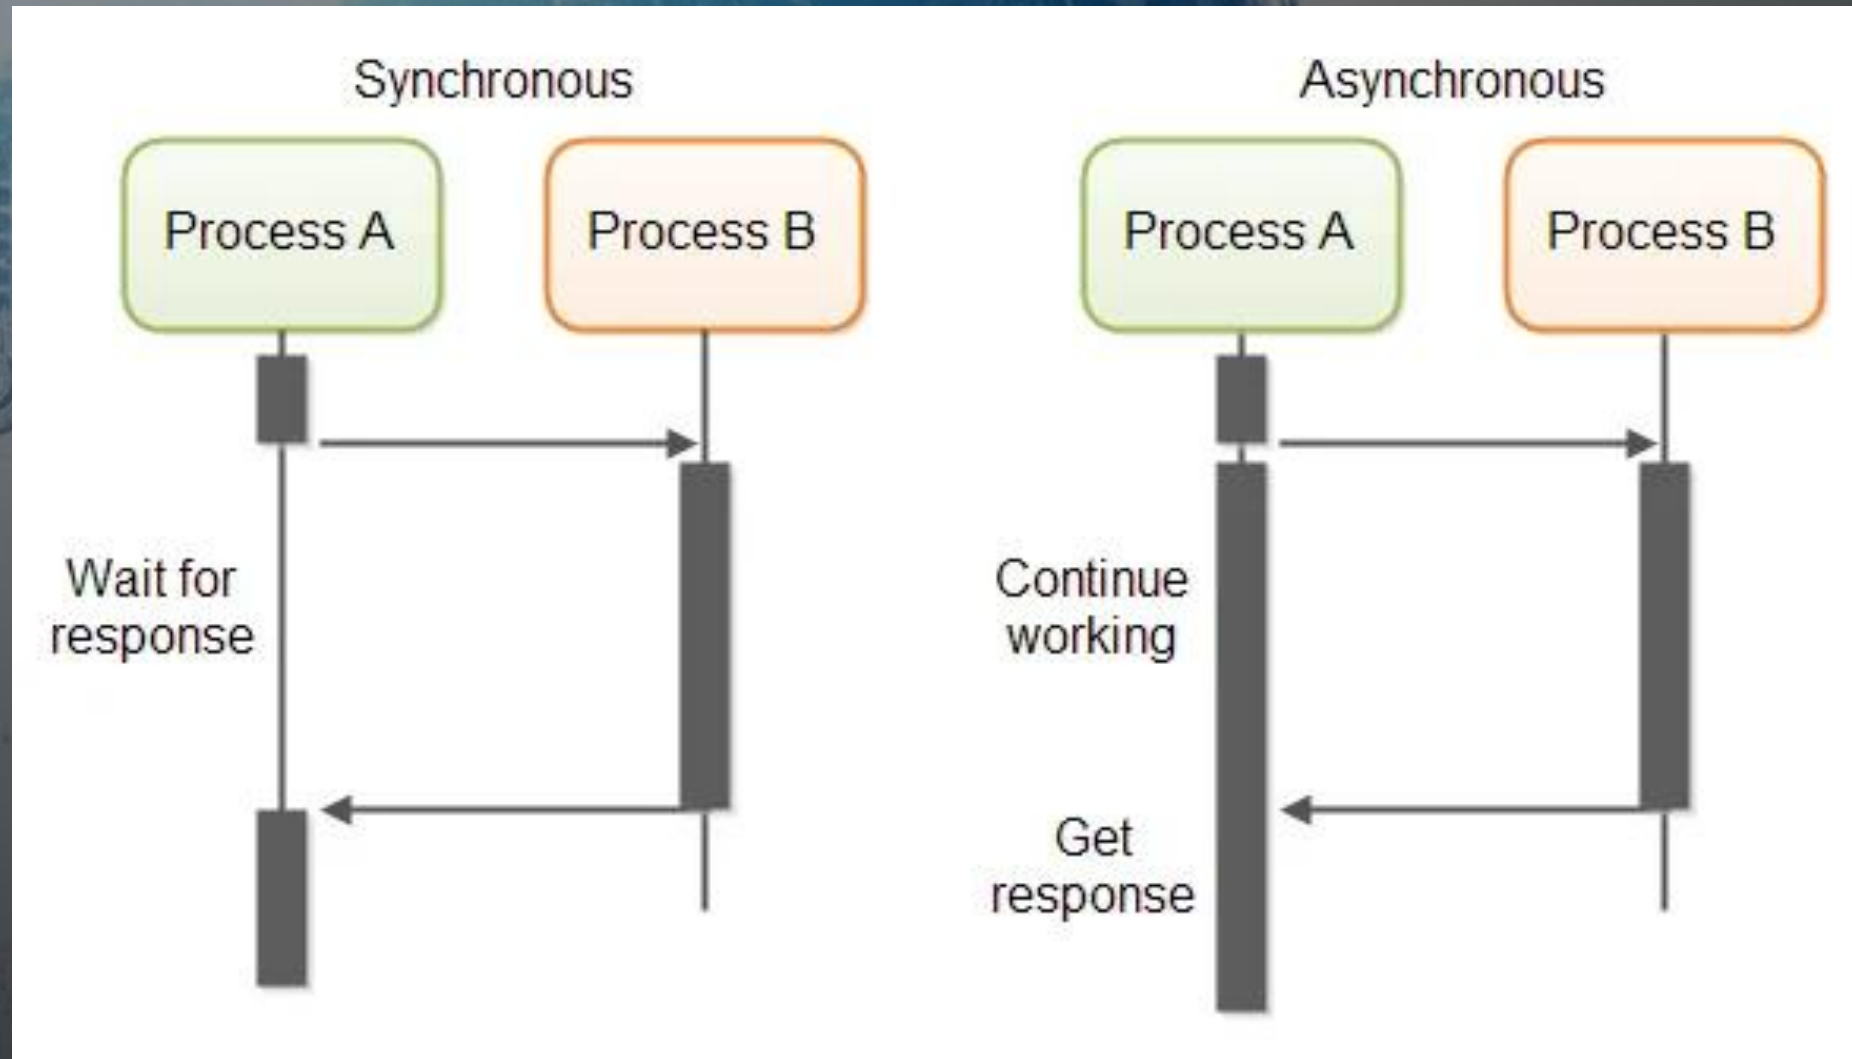 Synchronous
Process A
Process B
Wait for
response
Asynchronous
Process A
Process B
Continue
working
Get
response